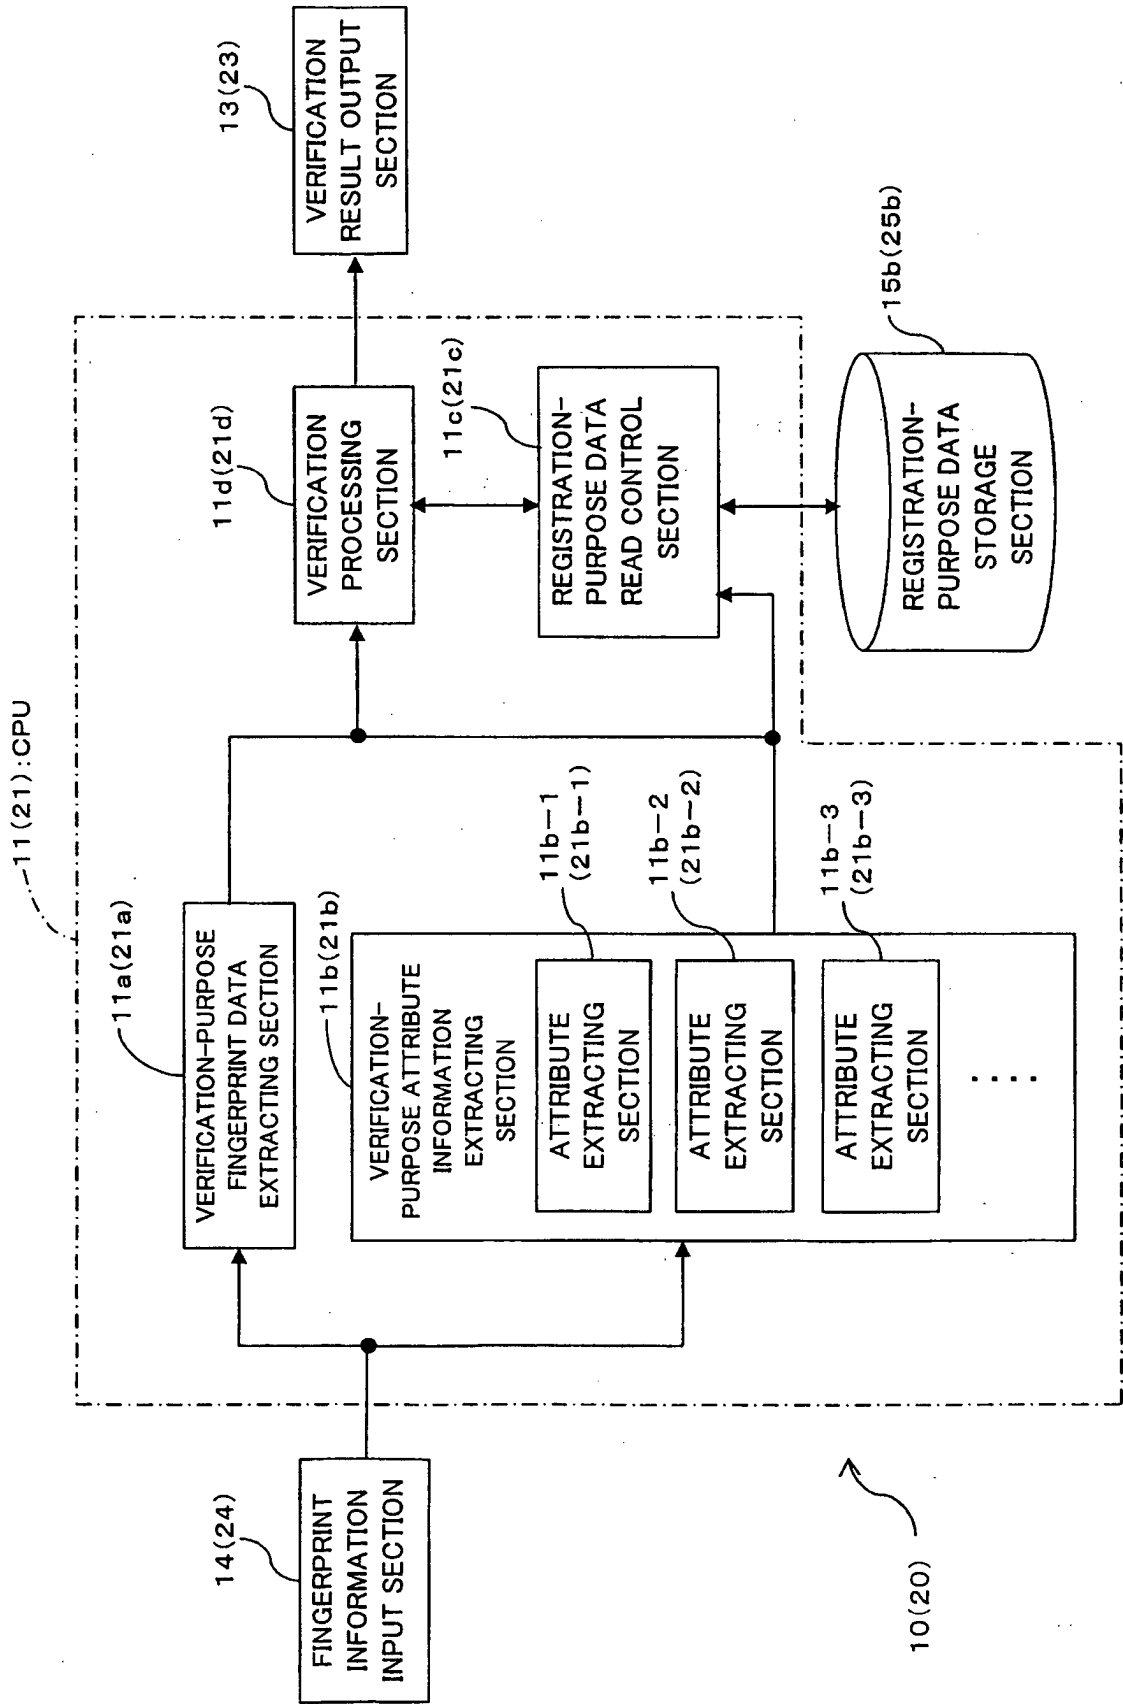 11(21):CPU
14(24)
FINGERPRINT
INFORMATION
INPUT SECTION
11a(21a)
VERIFICATION-PURPOSE
FINGERPRINT DATA
EXTRACTING SECTION
11b(21b)
VERIFICATION-
PURPOSE ATTRIBUTE
INFORMATION
EXTRACTING
SECTION
11b-1
(21b-1)
ATTRIBUTE
EXTRACTING
SECTION
11b-2
(21b-2)
ATTRIBUTE
EXTRACTING
SECTION
11b-3
(21b-3)
ATTRIBUTE
EXTRACTING
SECTION
....
11d(21d)
VERIFICATION
PROCESSING
SECTION
11c(21c)
REGISTRATION-
PURPOSE DATA
READ CONTROL
SECTION
13(23)
VERIFICATION
RESULT OUTPUT
SECTION
15b(25b)
REGISTRATION-
PURPOSE DATA
STORAGE
SECTION
10(20)